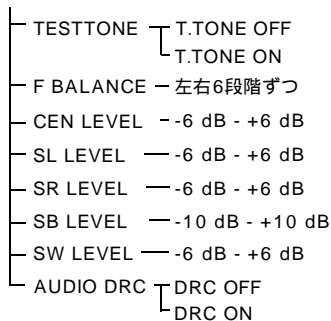 TESTTONE T.TONE OFF
T.TONE ON
F BALANCE 左右6段階ずつ
CEN LEVEL -6 dB - +6 dB
SL LEVEL -6 dB - +6 dB
SR LEVEL -6 dB - +6 dB
SB LEVEL -10 dB - +10 dB
SW LEVEL -6 dB - +6 dB
AUDIO DRC DRC OFF
DRC ON